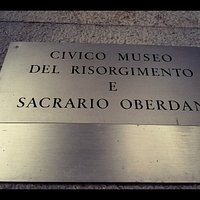 CIVICO MUSEO
DEL RISORGIMENTO
E
SACRARIO OBERDAN